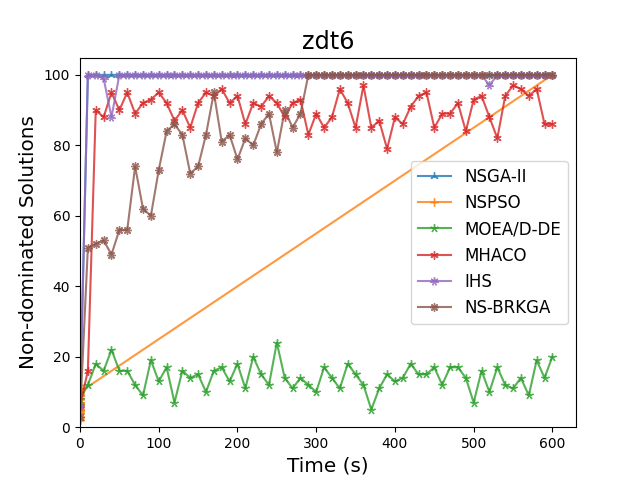 zdt6
Non-dominated Solutions
100
80
60
40
20
0
NSGA-II
NSPSO
MOEA/D-DE
MHACO
IHS
NS-BRKGA
0 100 200 300 400 500 600
Time (s)